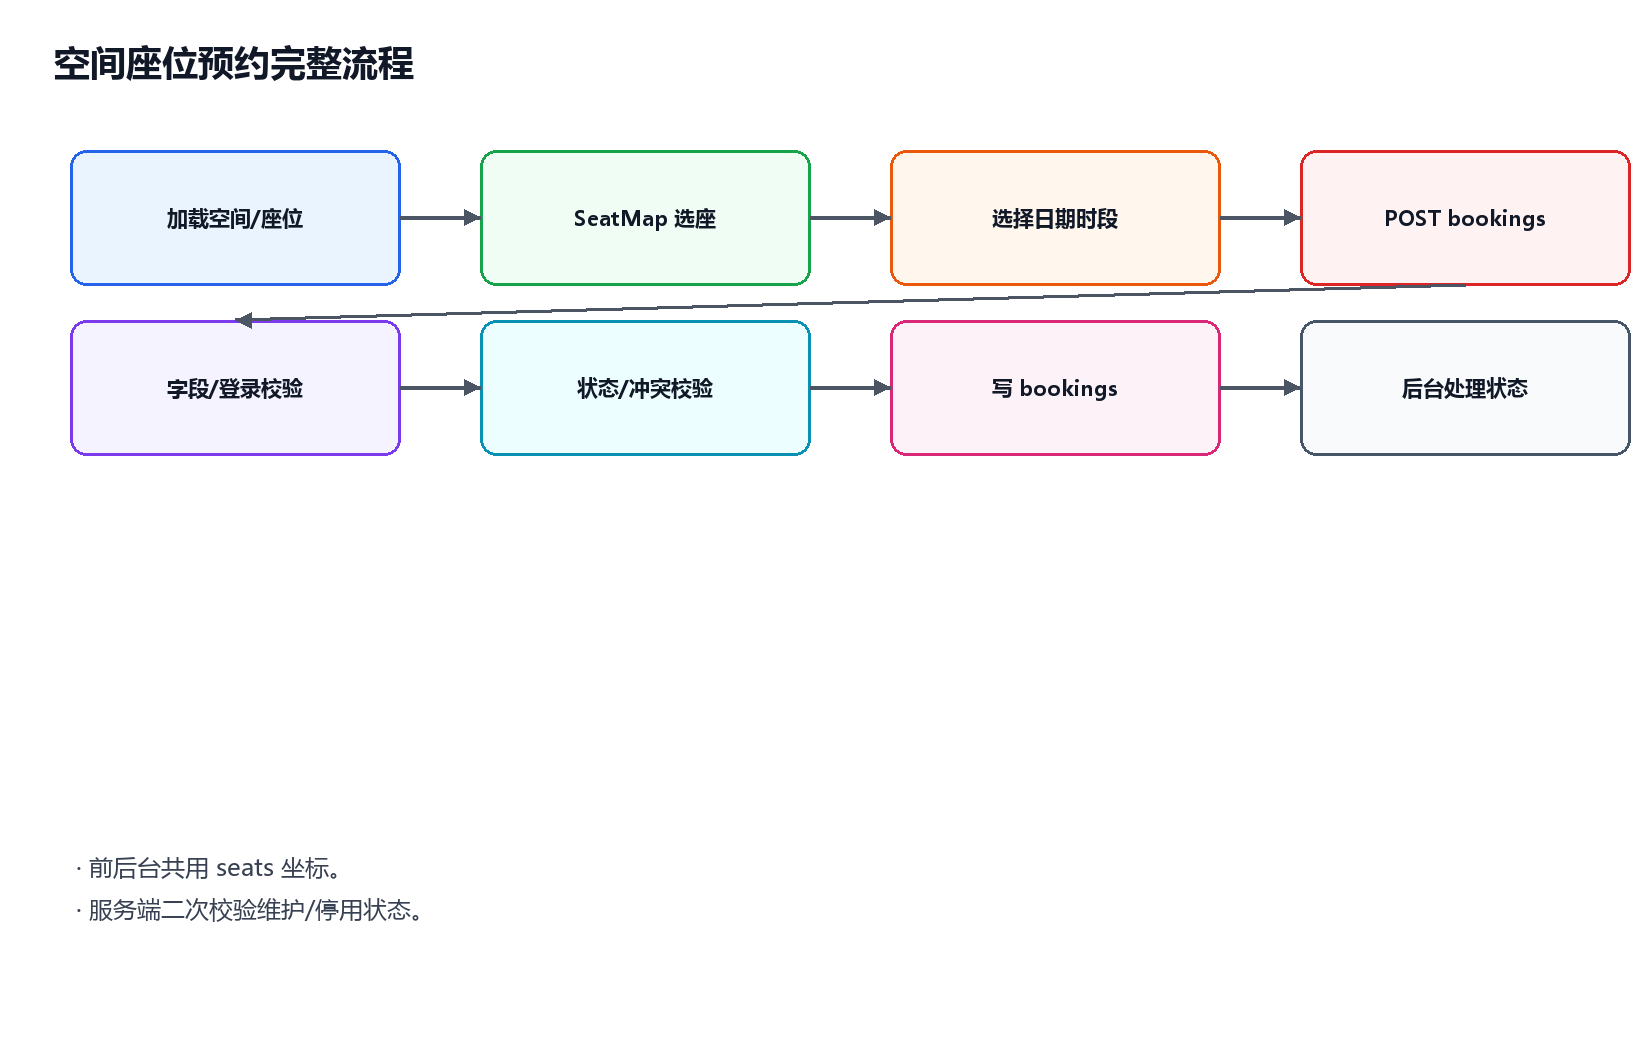 空间座位预约完整流程
加载空间/座位
SeatMap 选座
选择日期时段
POST bookings
字段/登录校验
状态/冲突校验
写 bookings
后台处理状态
· 前后台共用 seats 坐标。
· 服务端二次校验维护/停用状态。